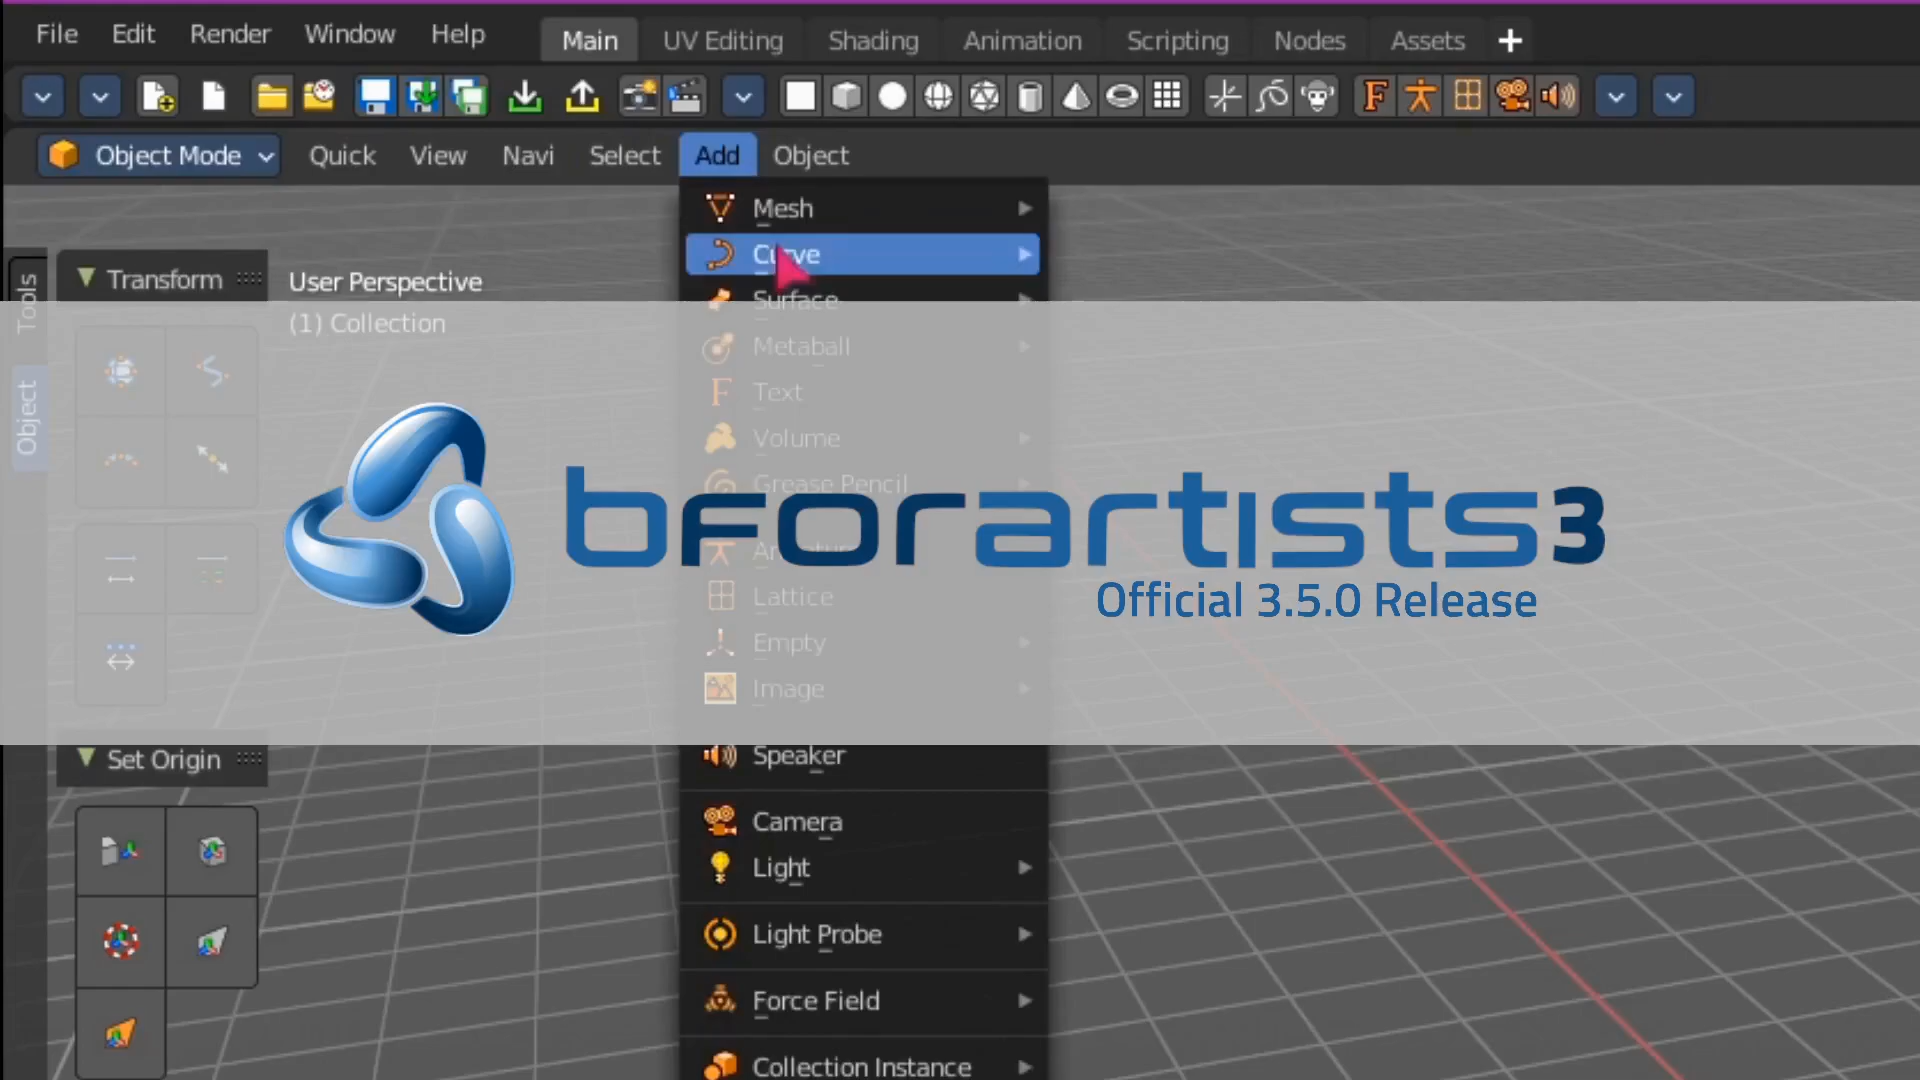 File Edit Render Window Help Main UV Editing Shading Animation Scripting Nodes Assets +
Object Mode Quick View Navi Select Add Object
Mesh
Curve
Surface
Metaball
Text
Volume
Grease Pencil
Armature
Lattice
Empty
Image
Speaker
Camera
Light
Light Probe
Force Field
Collection Instance
Tools
Object
Transform
User Perspective
(1) Collection
Set Origin
bforartists3
Official 3.5.0 Release